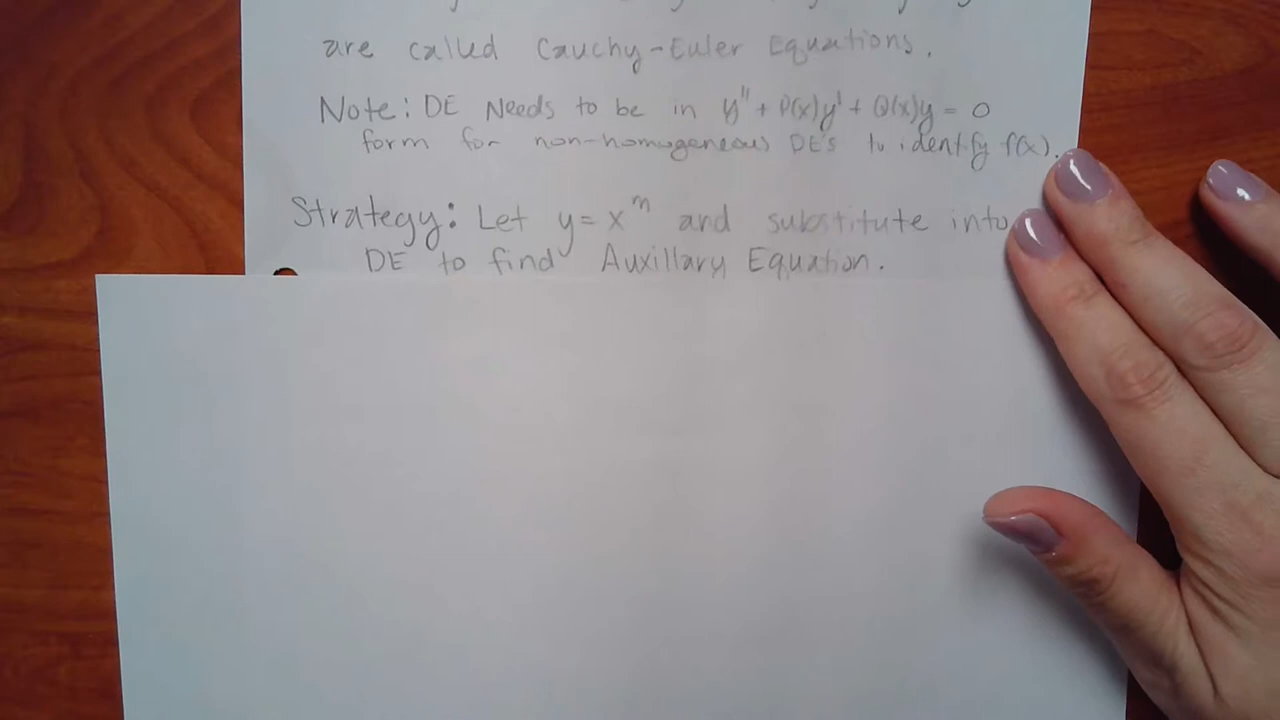 are called Cauchy-Euler Equations.
Note: DE Needs to be in y" + P(x)y' + Q(x)y = 0
form for non-homogeneous DE's to identify f(x).
Strategy: Let y = x^m and substitute into
DE to find Auxillary Equation.